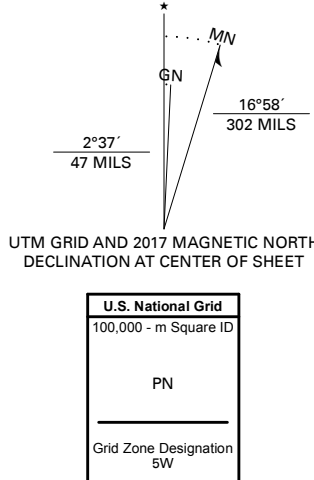 ★
MN
GN
2°37´
47 MILS
16°58´
302 MILS
UTM GRID AND 2017 MAGNETIC NORTH
DECLINATION AT CENTER OF SHEET
U.S. National Grid
100,000 - m Square ID
PN
Grid Zone Designation
5W